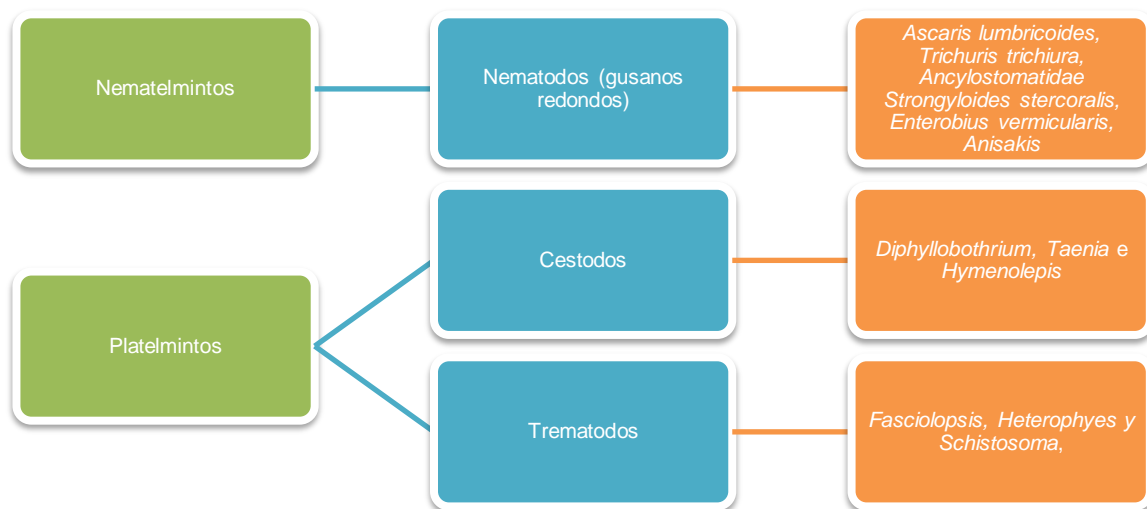 Nematelmintos
Nematodos (gusanos
redondos)
Ascaris lumbricoides,
Trichuris trichiura,
Ancylostomatidae
Strongyloides stercoralis,
Enterobius vermicularis,
Anisakis
Platelmintos
Cestodos
Diphyllobothrium, Taenia e
Hymenolepis
Trematodos
Fasciolopsis, Heterophyes y
Schistosoma,